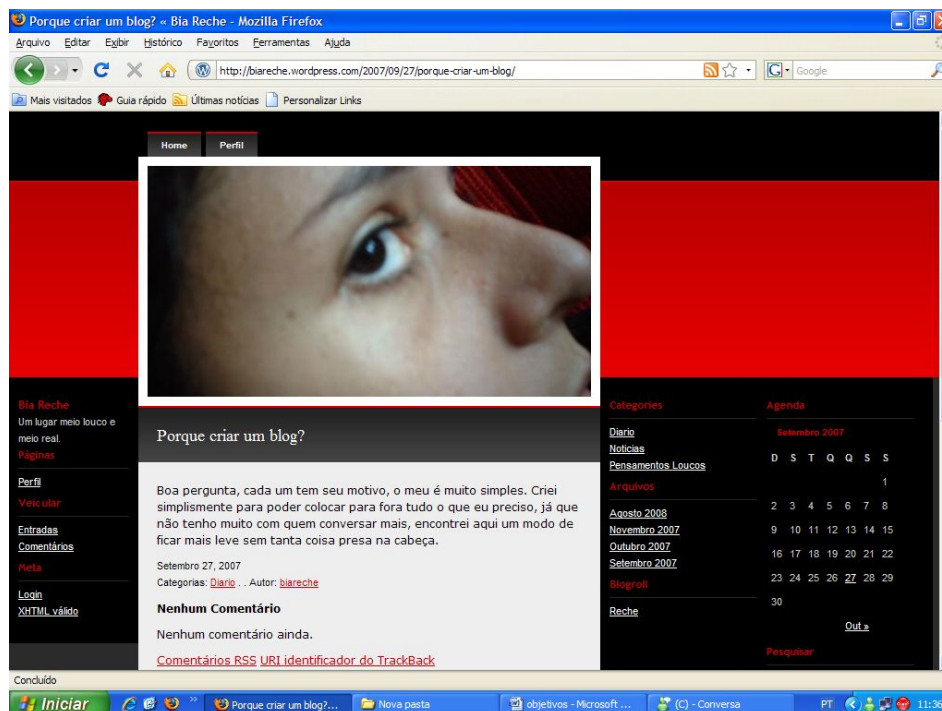 Porque criar um blog? « Bia Reche - Mozilla Firefox
Arquivo Editar Exibir Histórico Favoritos Ferramentas Ajuda
http://biareche.wordpress.com/2007/09/27/porque-criar-um-blog/
Google
Mais visitados Guia rápido Últimas notícias Personalizar Links
Home Perfil
Bia Reche
Um lugar meio louco e
meio real.
Páginas
Perfil
Veicular
Entradas
Comentários
Meta
Login
XHTML válido
Porque criar um blog?
Boa pergunta, cada um tem seu motivo, o meu é muito simples. Criei
simplismente para poder colocar para fora tudo o que eu preciso, já que
não tenho muito com quem conversar mais, encontrei aqui um modo de
ficar mais leve sem tanta coisa presa na cabeça.
Setembro 27, 2007
Categorias: Diario . . Autor: biareche
Nenhum Comentário
Nenhum comentário ainda.
Comentários RSS URI identificador do TrackBack
Categories
Diario
Noticias
Pensamentos Loucos
Arquivos
Agosto 2008
Novembro 2007
Outubro 2007
Setembro 2007
Blogroll
Reche
Agenda
Setembro 2007
D S T Q Q S S
1
2 3 4 5 6 7 8
9 10 11 12 13 14 15
16 17 18 19 20 21 22
23 24 25 26 27 28 29
30
Out »
Pesquisar
Concluído
Iniciar
Porque criar um blog?...
Nova pasta
objetivos - Microsoft ...
(C) - Conversa
PT
11:36